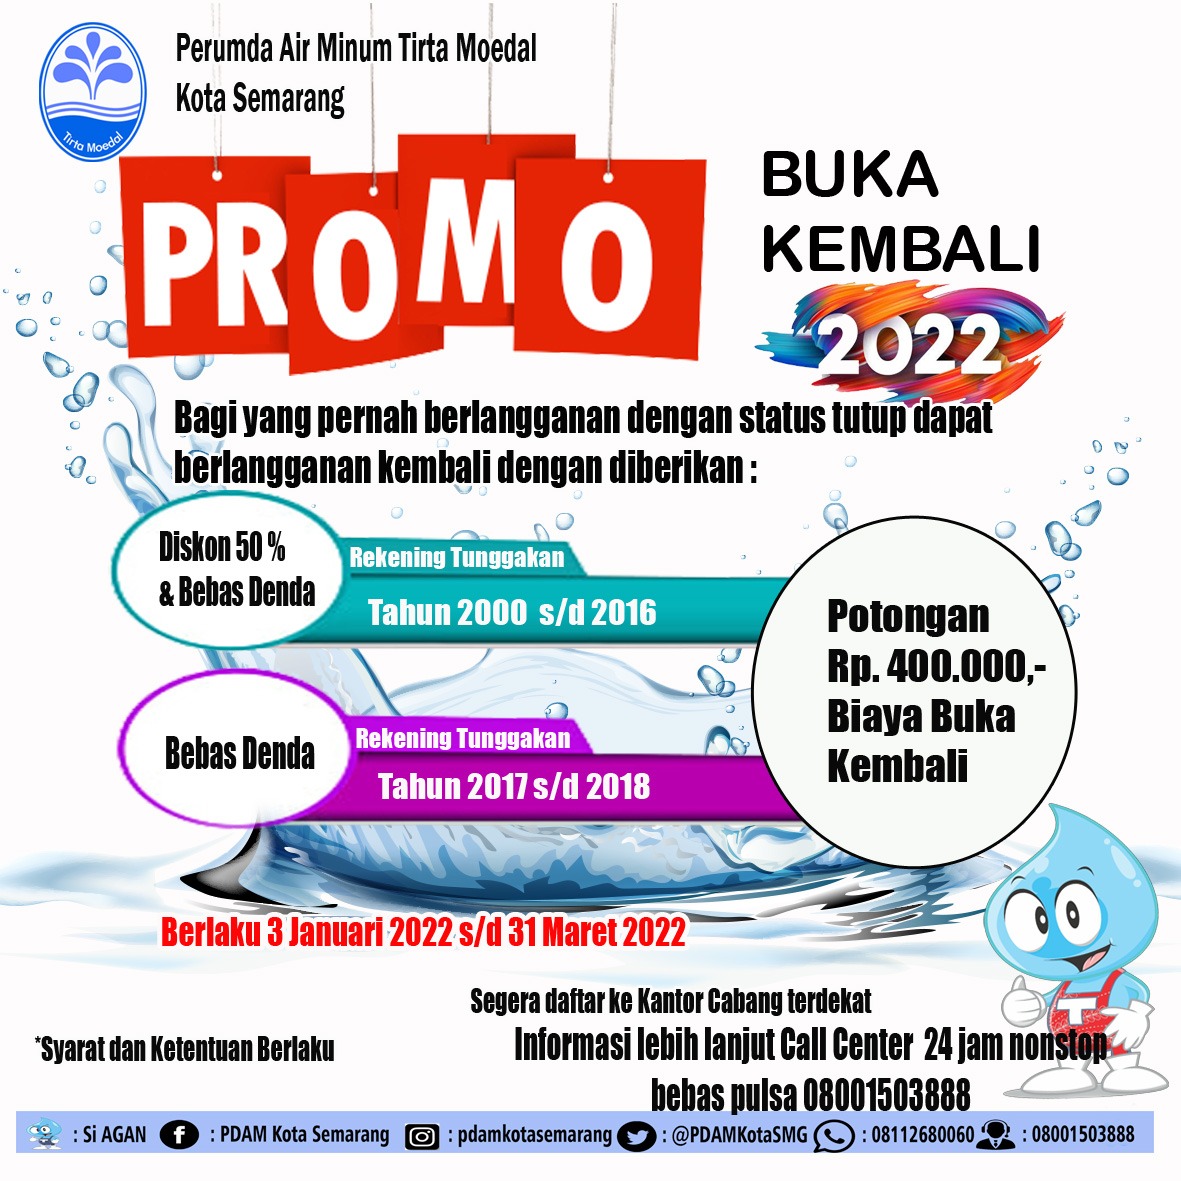 Tirta Moedal
Perumda Air Minum Tirta Moedal
Kota Semarang
PROMO
BUKA
KEMBALI
2022
Bagi yang pernah berlangganan dengan status tutup dapat
berlangganan kembali dengan diberikan :
Diskon 50 %
& Bebas Denda
Rekening Tunggakan
Tahun 2000 s/d 2016
Bebas Denda
Rekening Tunggakan
Tahun 2017 s/d 2018
Potongan
Rp. 400.000,-
Biaya Buka
Kembali
Berlaku 3 Januari 2022 s/d 31 Maret 2022
Segera daftar ke Kantor Cabang terdekat
*Syarat dan Ketentuan Berlaku
Informasi lebih lanjut Call Center 24 jam nonstop
bebas pulsa 08001503888
T
: Si AGAN : PDAM Kota Semarang : pdamkotasemarang : @PDAMKotaSMG : 08112680060 : 08001503888